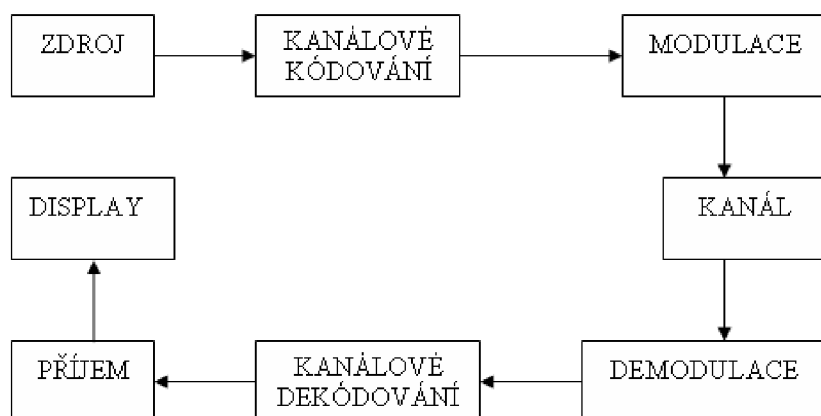 ZDROJ
KANÁLOVÉ
KÓDOVÁNÍ
MODULACE
DISPLAY
KANÁL
PŘÍJEM
KANÁLOVÉ
DEKÓDOVÁNÍ
DEMODULACE